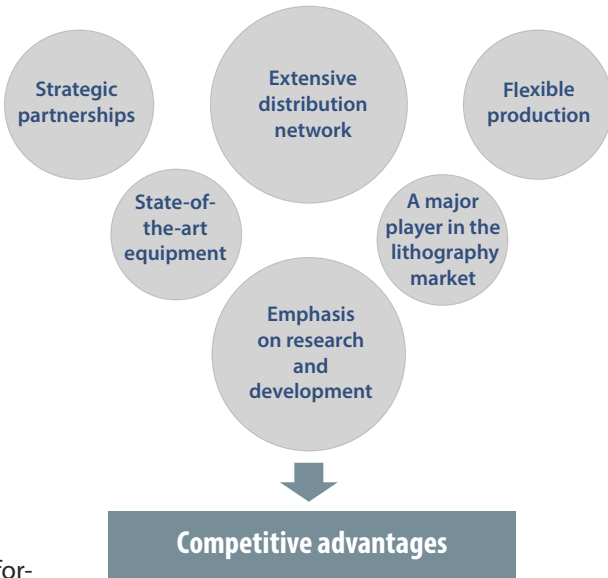 Strategic
partnerships
Extensive
distribution
network
Flexible
production
State-of-
the-art
equipment
A major
player in the
lithography
market
Emphasis
on research
and
development
Competitive advantages
for-